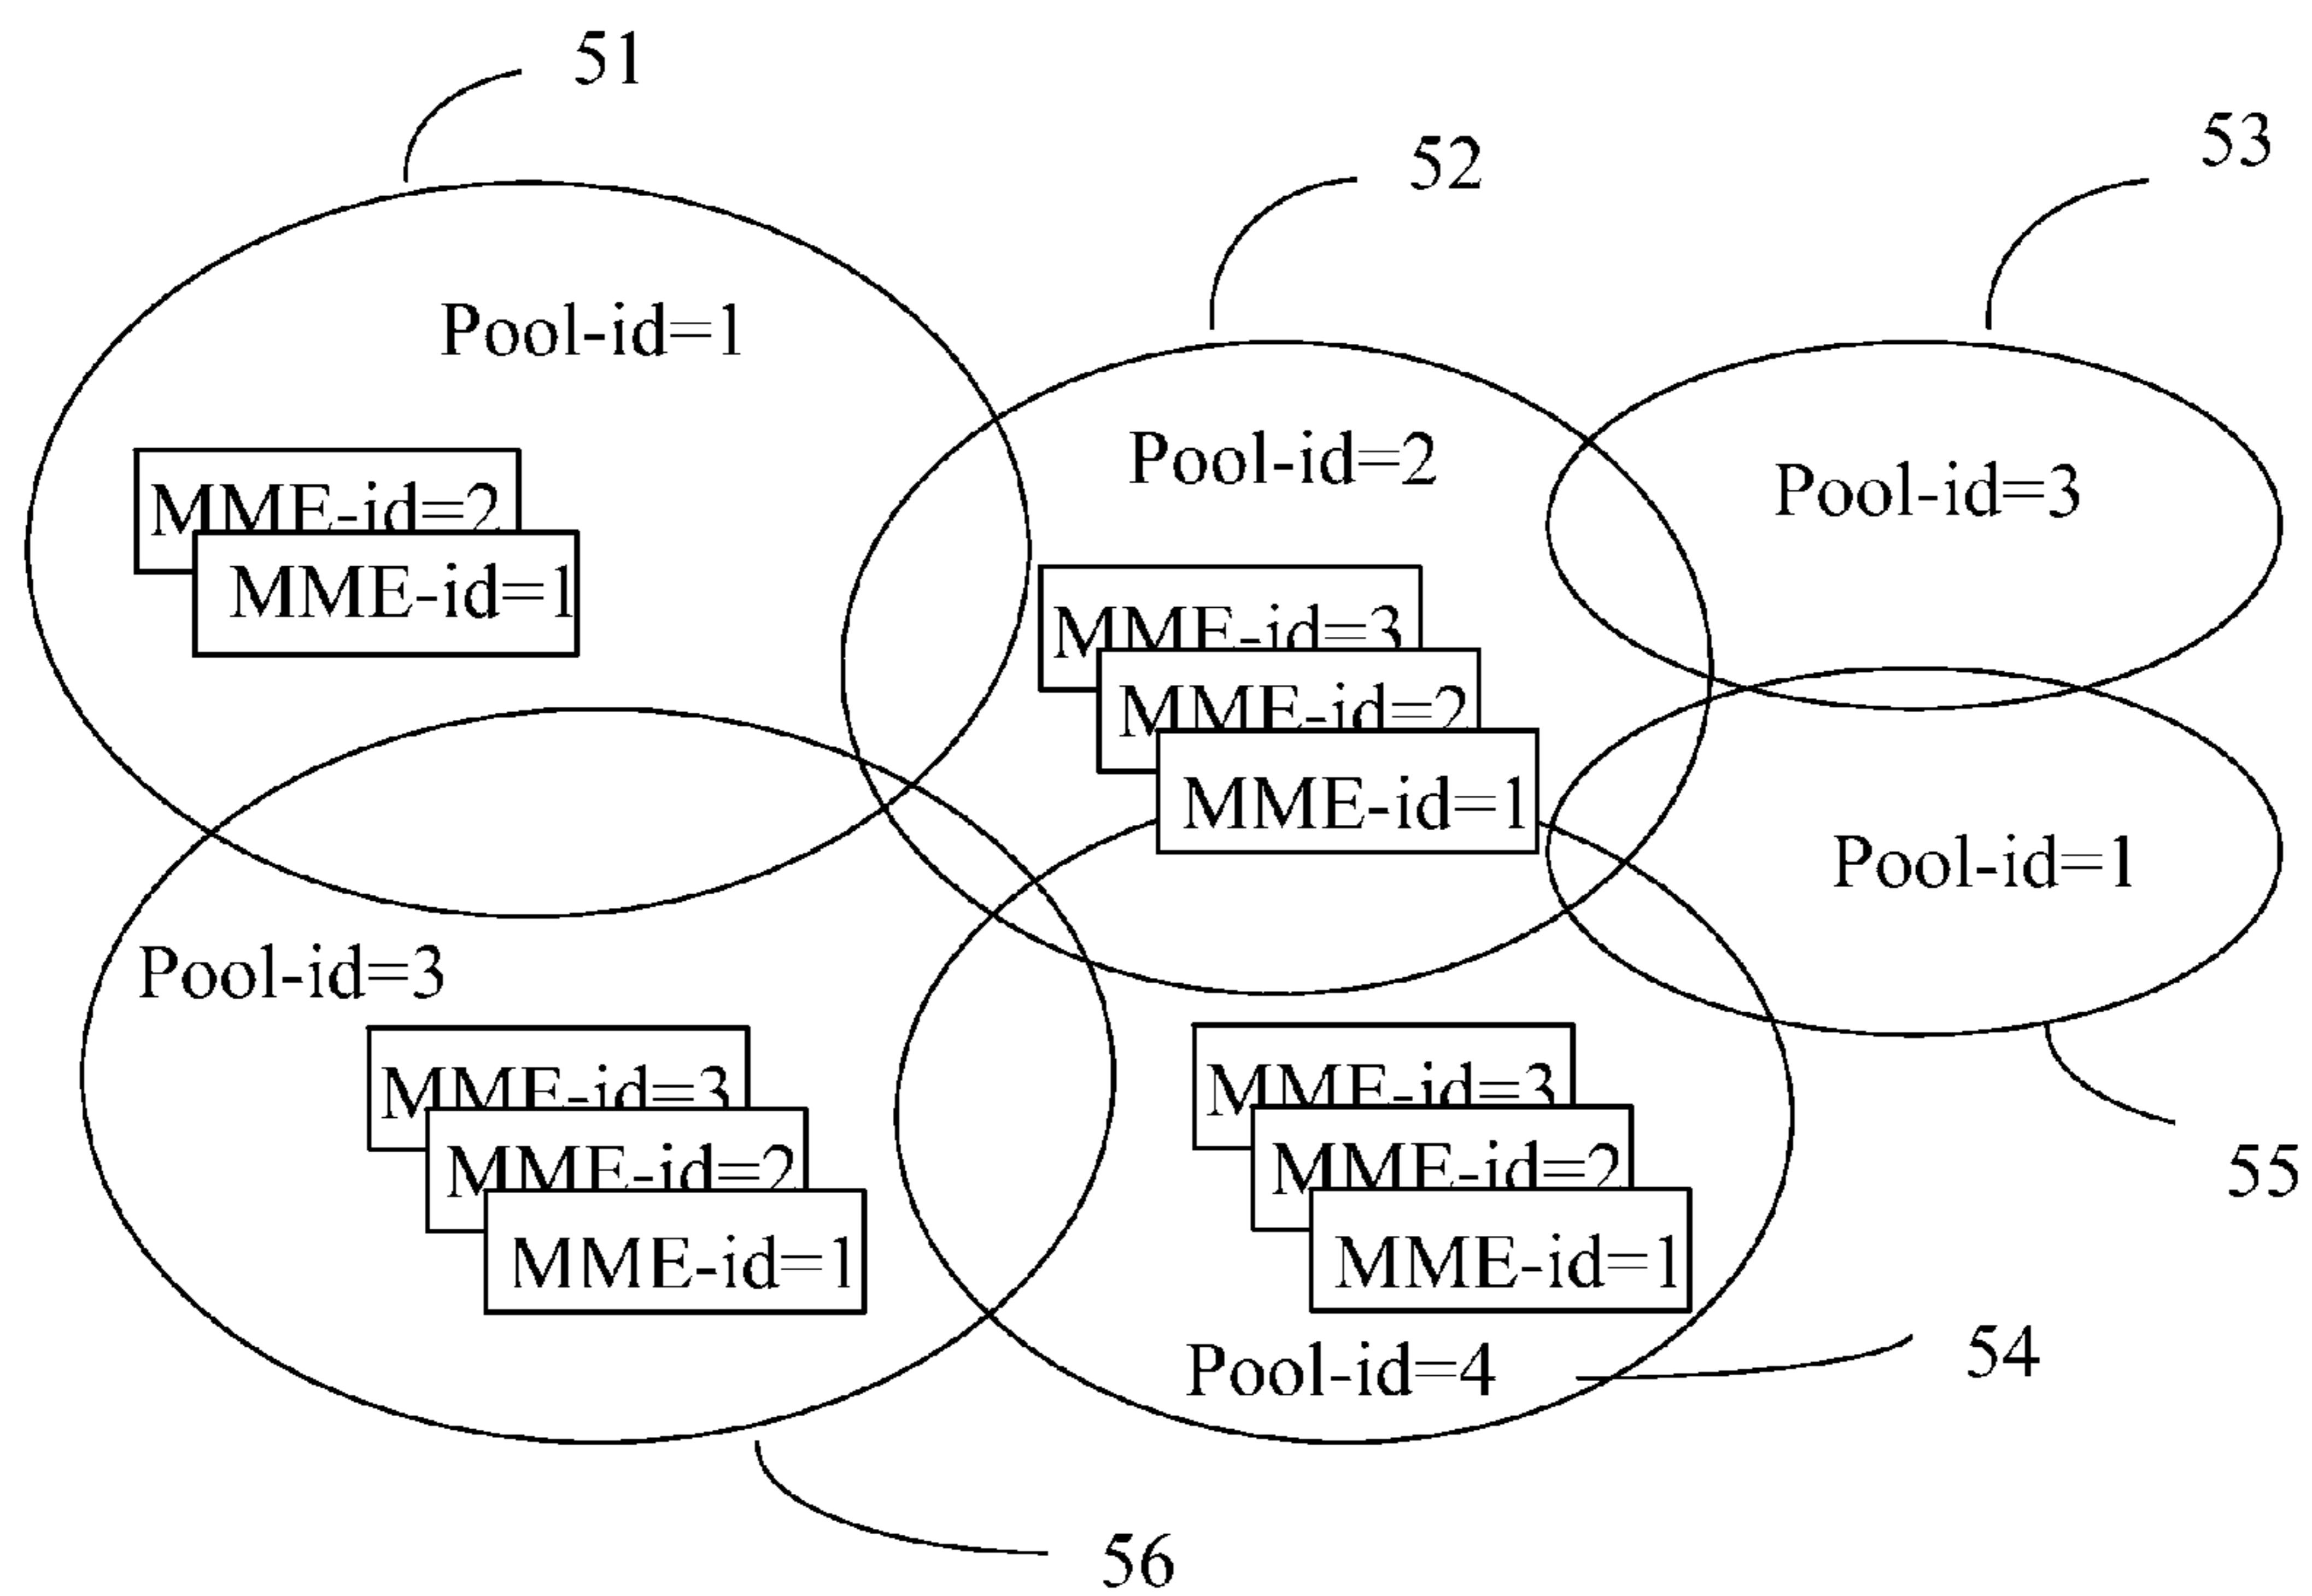 51
52
53
Pool-id=1
Pool-id=2
Pool-id=3
MME-id=2
MME-id=1
MME-id=3
MME-id=2
MME-id=1
Pool-id=1
Pool-id=3
MME-id=3
MME-id=2
MME-id=1
MME-id=3
MME-id=2
MME-id=1
Pool-id=4
55
54
56